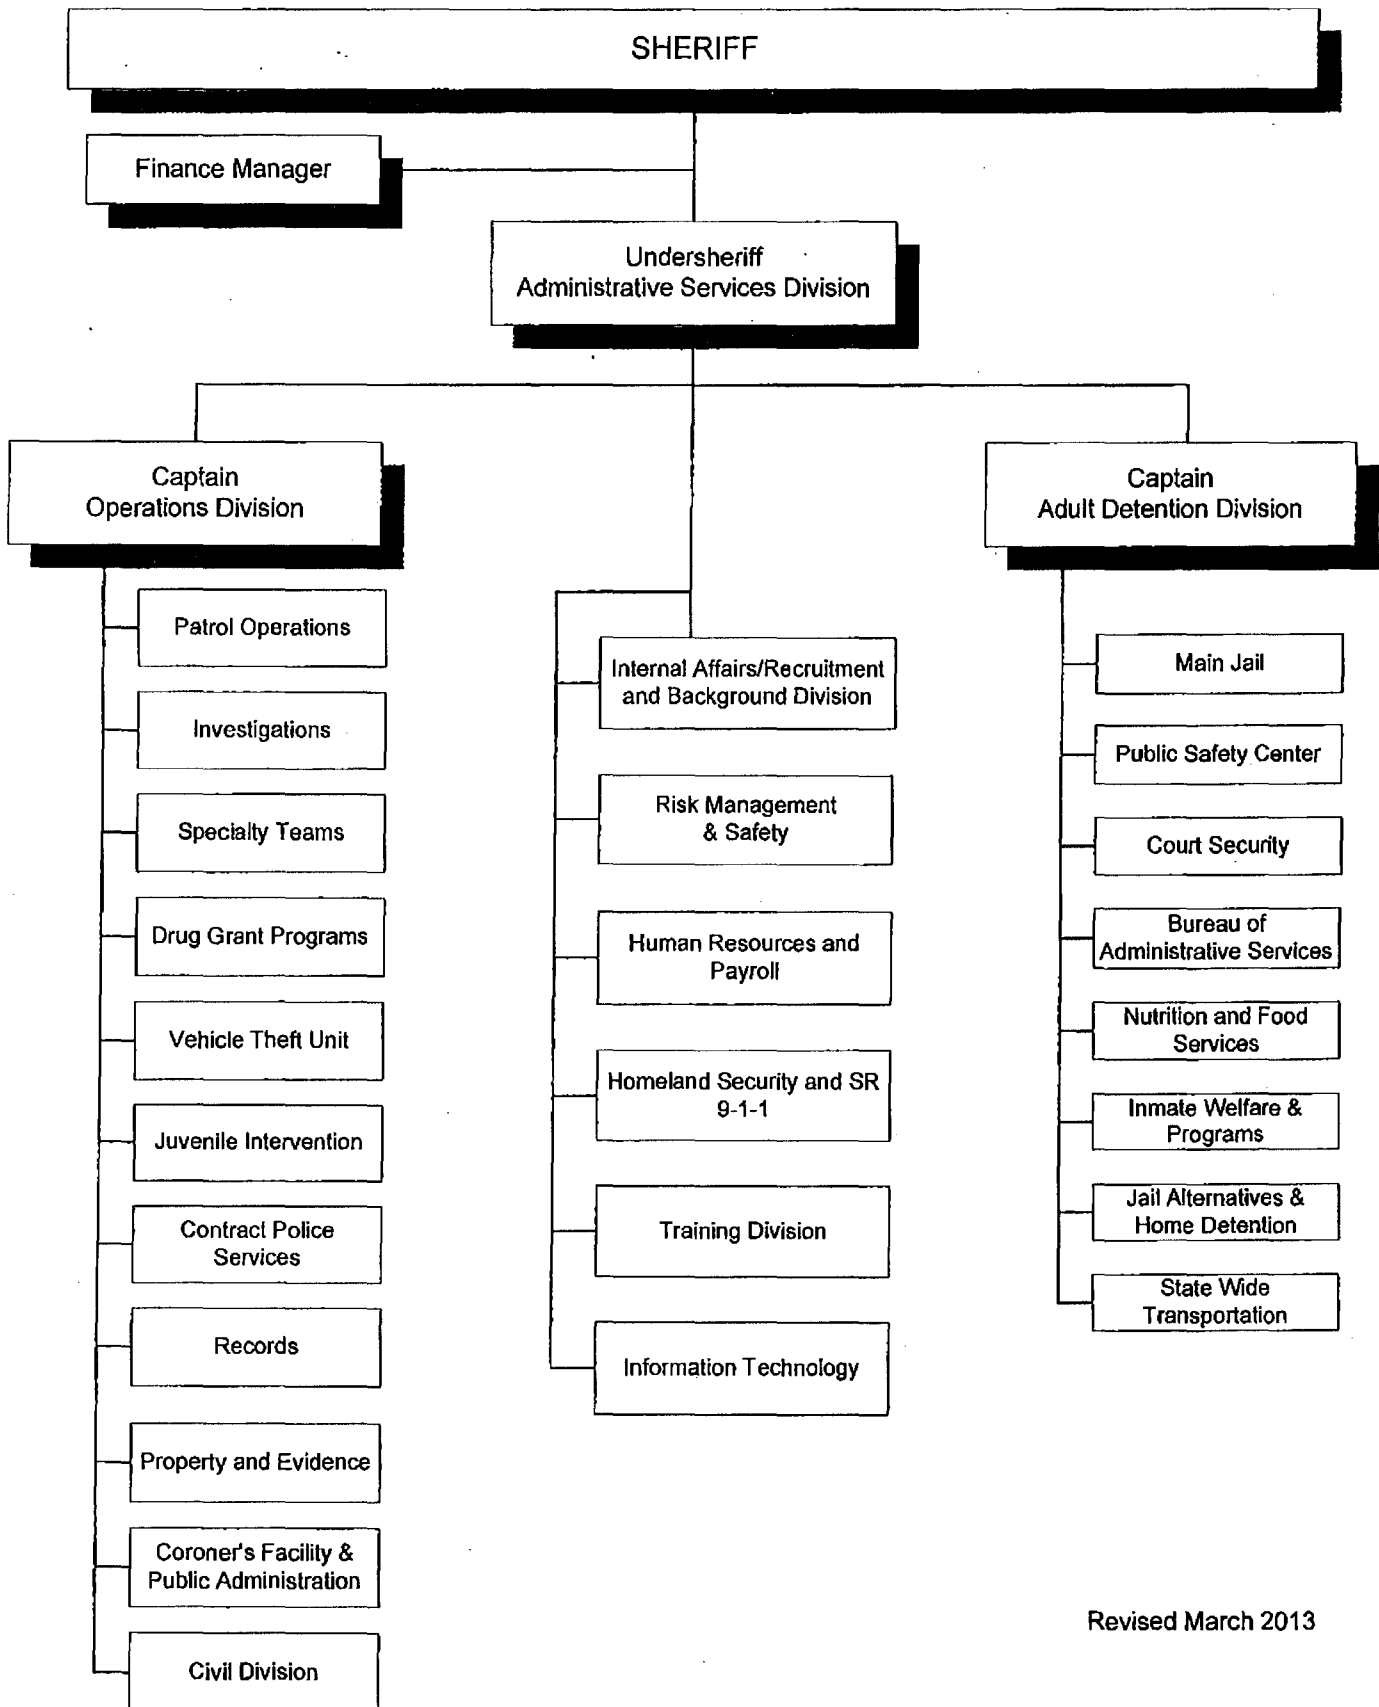 SHERIFF
Finance Manager
Undersheriff
Administrative Services Division
Captain
Operations Division
Captain
Adult Detention Division
Patrol Operations
Investigations
Specialty Teams
Drug Grant Programs
Vehicle Theft Unit
Juvenile Intervention
Contract Police
Services
Records
Property and Evidence
Coroner's Facility &
Public Administration
Civil Division
Internal Affairs/Recruitment
and Background Division
Risk Management
& Safety
Human Resources and
Payroll
Homeland Security and SR
9-1-1
Training Division
Information Technology
Main Jail
Public Safety Center
Court Security
Bureau of
Administrative Services
Nutrition and Food
Services
Inmate Welfare &
Programs
Jail Alternatives &
Home Detention
State Wide
Transportation
Revised March 2013